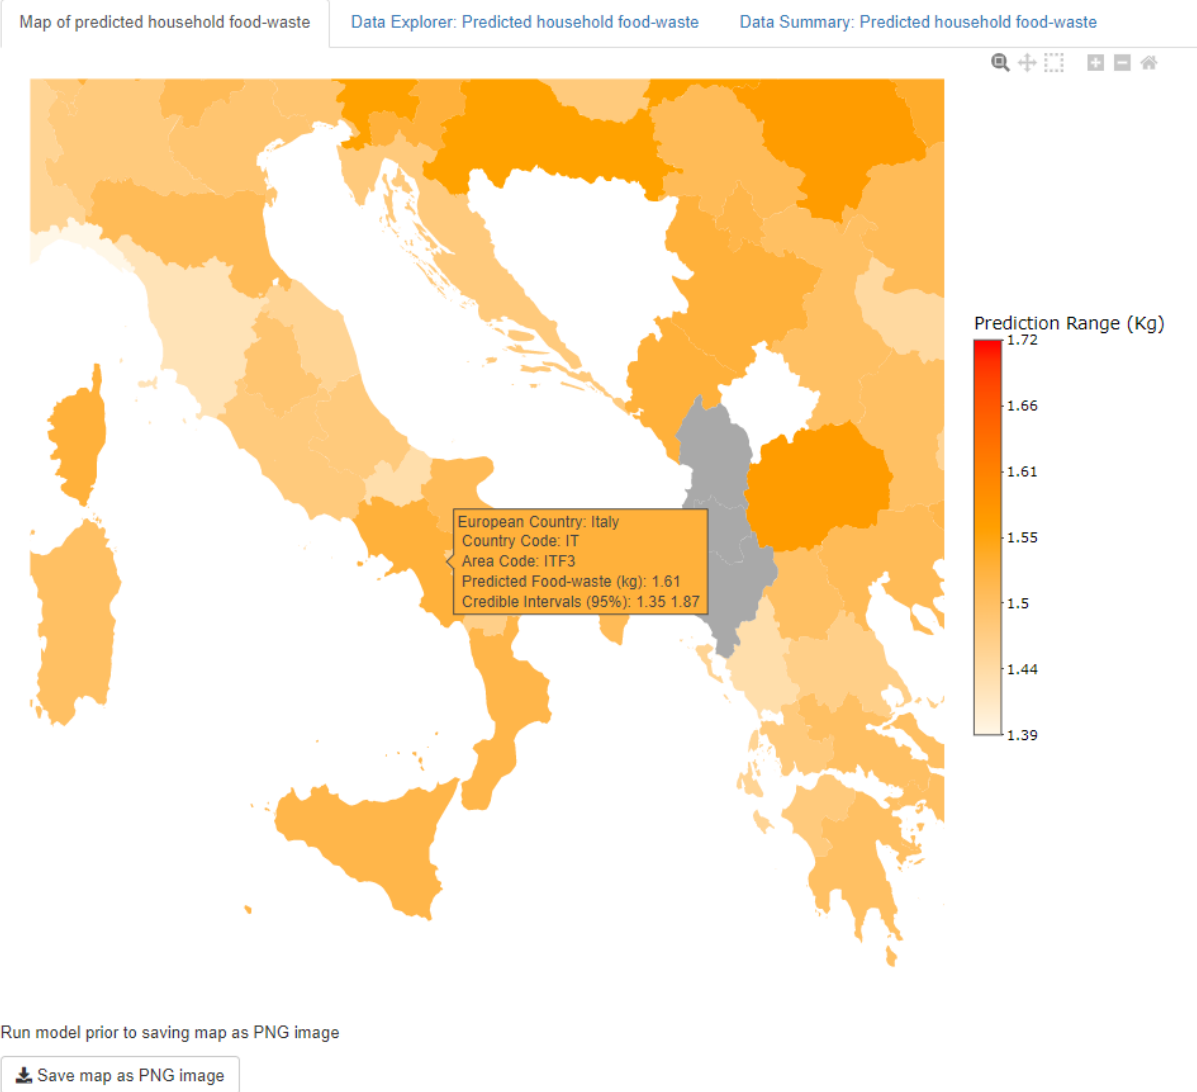 Map of predicted household food-waste
Data Explorer: Predicted household food-waste
Data Summary: Predicted household food-waste
Prediction Range (Kg)
1.72
1.66
1.61
1.55
1.5
1.44
1.39
European Country: Italy
Country Code: IT
Area Code: ITF3
Predicted Food-waste (kg): 1.61
Credible Intervals (95%): 1.35 1.87
Run model prior to saving map as PNG image
Save map as PNG image